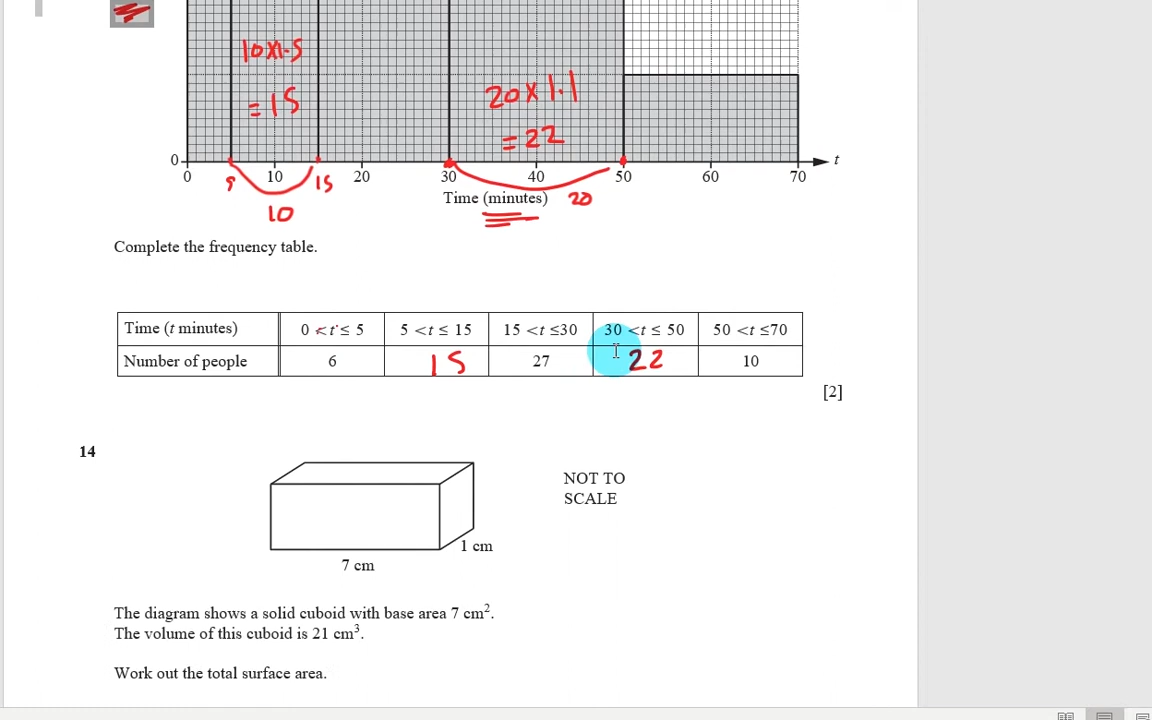 10×1.5
= 15
20 × 1.1
= 22
0
t
0 5 10 15 20 30 40 50 60 70
Time (minutes) 20
10
Complete the frequency table.
Time (t minutes) 0 < t ≤ 5 5 < t ≤ 15 15 < t ≤30 30 < t ≤ 50 50 < t ≤70
Number of people 6 15 27 22 10
[2]
14
NOT TO
SCALE
1 cm
7 cm
The diagram shows a solid cuboid with base area 7 cm².
The volume of this cuboid is 21 cm³.
Work out the total surface area.